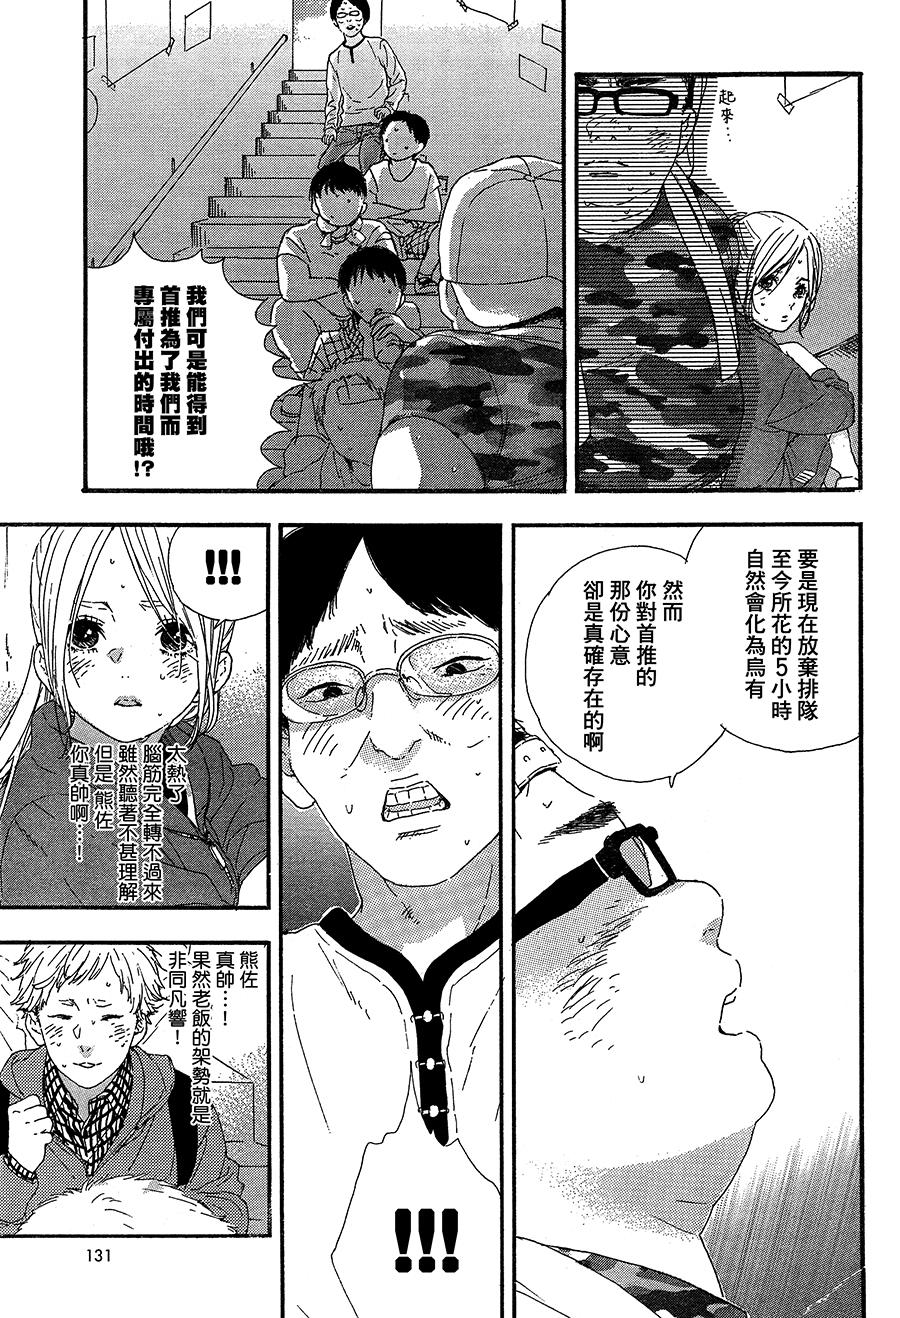 起來…
我們可是能得到
首推為了我們而
專屬付出的時間哦!?
要是現在放棄排隊
至今所花的5小時
自然會化為烏有
然而
你對首推的
那份心意
卻是真確存在的啊
!!!
!!!
太熱了
腦筋完全轉不過來
雖然聽著不甚理解
但是 熊佐
你真帥啊…!
熊佐
真帥…!
果然老飯的架勢就是
非同凡響!
131